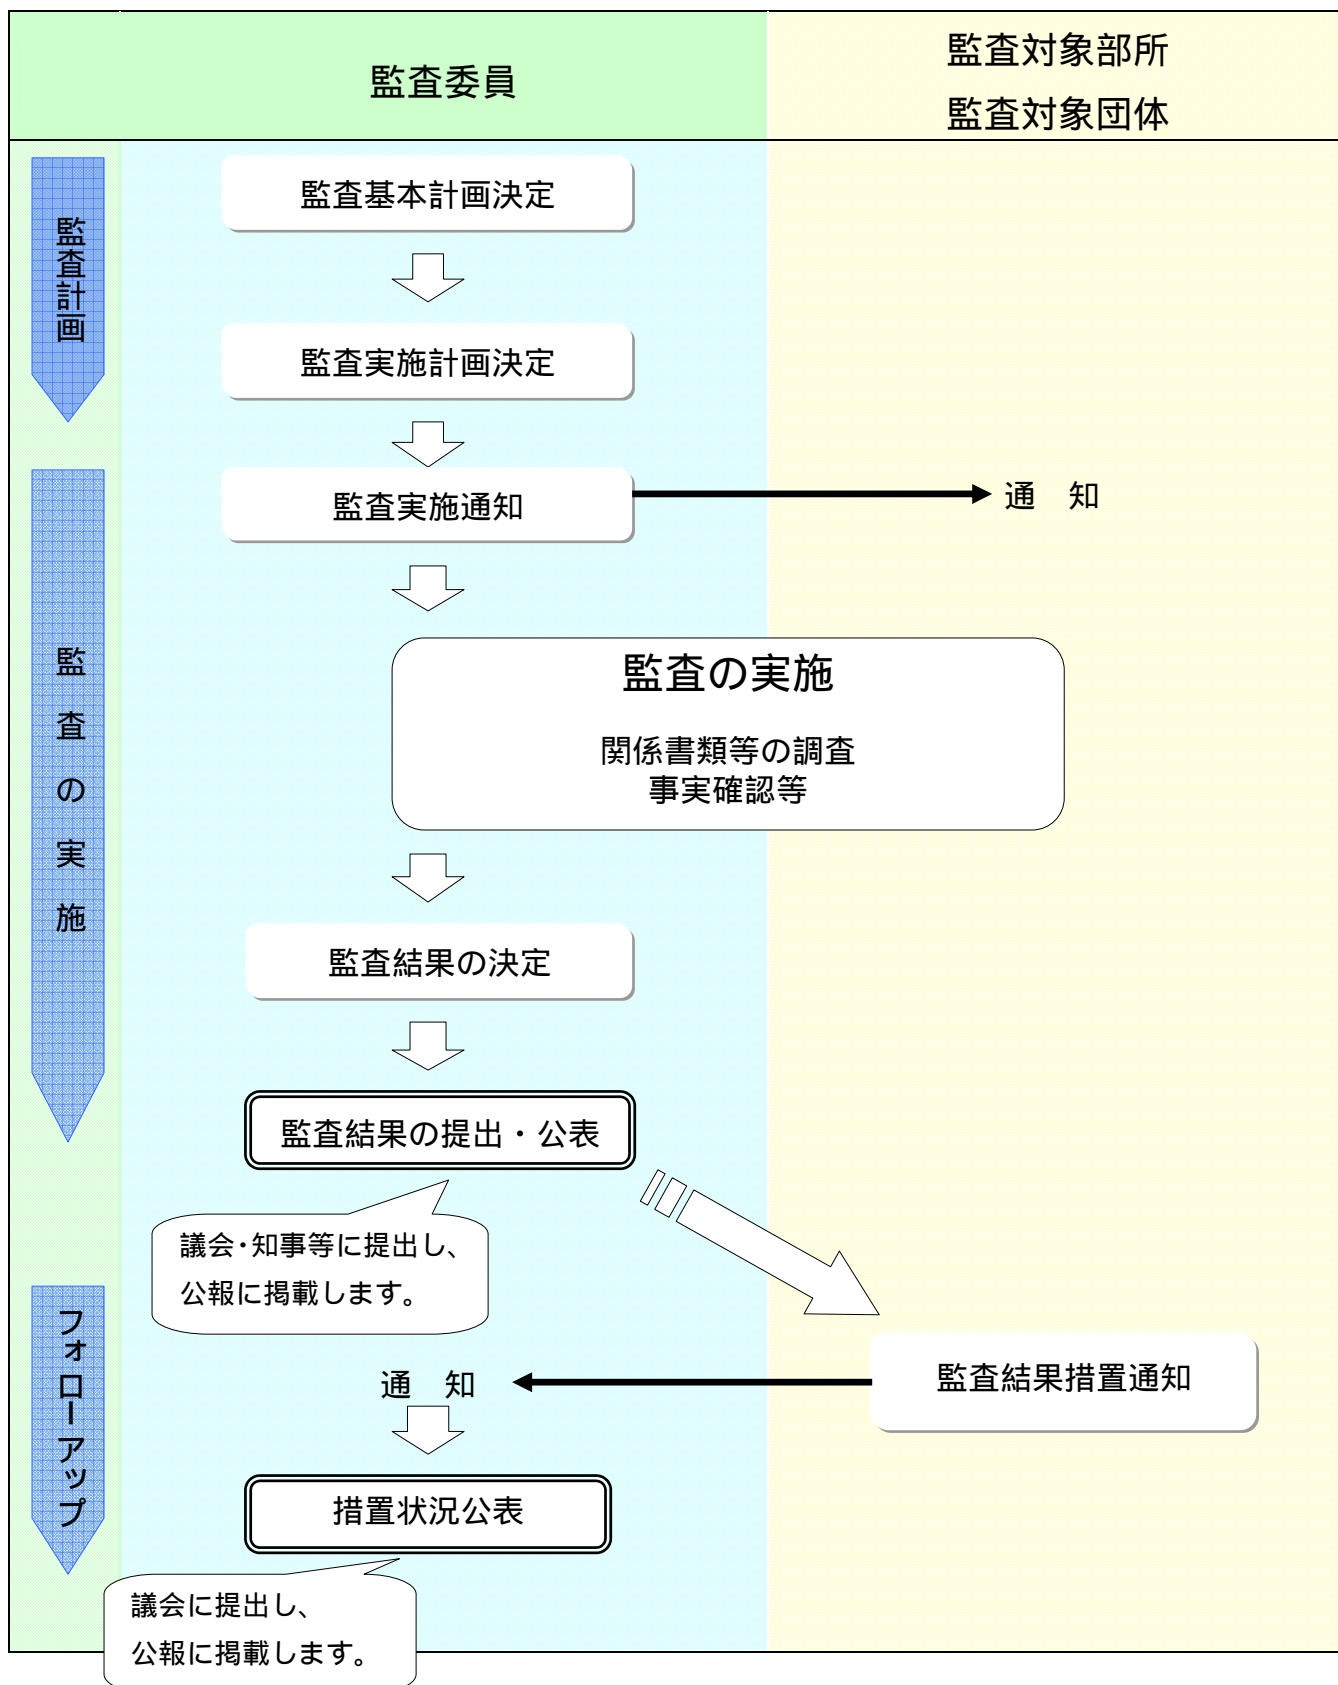 監査委員
監査対象部所
監査対象団体
監査計画
監査基本計画決定
監査実施計画決定
監査の実施
監査実施通知
通　知
監査の実施
関係書類等の調査
事実確認等
監査結果の決定
監査結果の提出・公表
議会・知事等に提出し、
公報に掲載します。
フォローアップ
監査結果措置通知
通　知
措置状況公表
議会に提出し、
公報に掲載します。